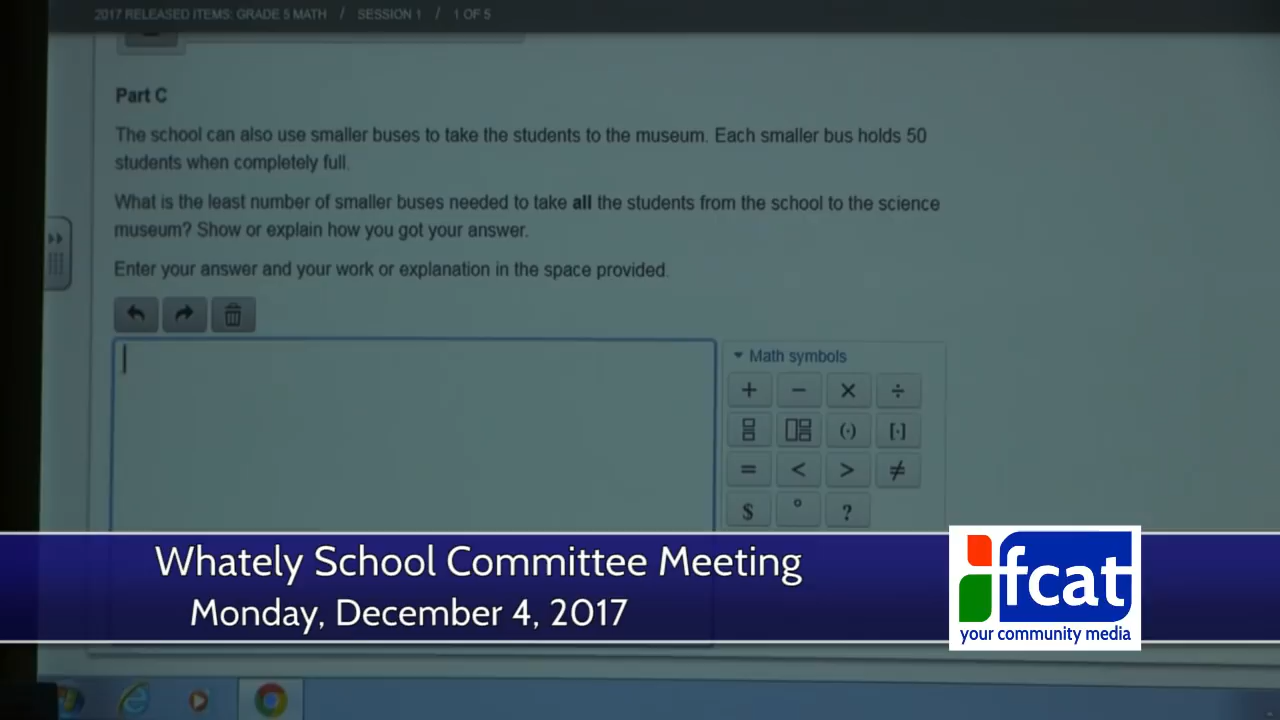 2017 RELEASED ITEMS: GRADE 5 MATH / SESSION 1 / 1 OF 5
Part C
The school can also use smaller buses to take the students to the museum. Each smaller bus holds 50
students when completely full.
What is the least number of smaller buses needed to take all the students from the school to the science
museum? Show or explain how you got your answer.
Enter your answer and your work or explanation in the space provided.
Math symbols
+ − × ÷
(·) [·]
= < > ≠
$ ° ?
Whately School Committee Meeting
Monday, December 4, 2017
fcat
your community media